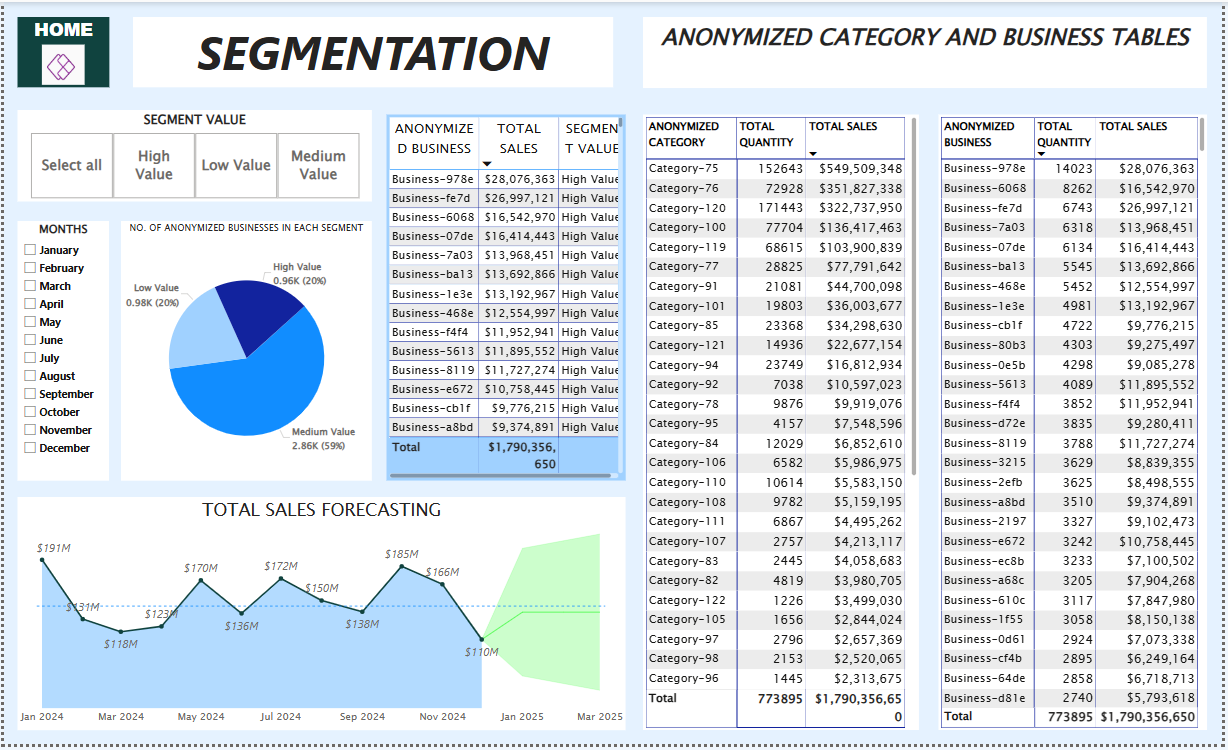 HOME
SEGMENTATION
ANONYMIZED CATEGORY AND BUSINESS TABLES
SEGMENT VALUE
Select all
High
Value
Low Value
Medium
Value
MONTHS
January
February
March
April
May
June
July
August
September
October
November
December
NO. OF ANONYMIZED BUSINESSES IN EACH SEGMENT
High Value
0.96K (20%)
Low Value
0.98K (20%)
Medium Value
2.86K (59%)
ANONYMIZE TOTAL SEGMEN
D BUSINESS SALES T VALUE
Business-978e $28,076,363 High Value
Business-fe7d $26,997,121 High Value
Business-6068 $16,542,970 High Value
Business-07de $16,414,443 High Value
Business-7a03 $13,968,451 High Value
Business-ba13 $13,692,866 High Value
Business-1e3e $13,192,967 High Value
Business-468e $12,554,997 High Value
Business-f4f4 $11,952,941 High Value
Business-5613 $11,895,552 High Value
Business-8119 $11,727,274 High Value
Business-e672 $10,758,445 High Value
Business-cb1f $9,776,215 High Value
Business-a8bd $9,374,891 High Value
Total $1,790,356,
650
TOTAL SALES FORECASTING
$191M
$131M
$118M
$123M
$170M
$136M
$172M
$150M
$138M
$185M
$166M
$110M
Jan 2024 Mar 2024 May 2024 Jul 2024 Sep 2024 Nov 2024 Jan 2025 Mar 2025
ANONYMIZED TOTAL TOTAL SALES
CATEGORY QUANTITY
Category-75 152643 $549,509,348
Category-76 72928 $351,827,338
Category-120 171443 $322,737,950
Category-100 77704 $136,417,463
Category-119 68615 $103,900,839
Category-77 28825 $77,791,642
Category-91 21081 $44,700,098
Category-101 19803 $36,003,677
Category-85 23368 $34,298,630
Category-121 14936 $22,677,154
Category-94 23749 $16,812,934
Category-92 7038 $10,597,023
Category-78 9876 $9,919,076
Category-95 4157 $7,548,596
Category-84 12029 $6,852,610
Category-106 6582 $5,986,975
Category-110 10614 $5,583,150
Category-108 9782 $5,159,195
Category-111 6867 $4,495,262
Category-107 2757 $4,213,117
Category-83 2445 $4,058,683
Category-82 4819 $3,980,705
Category-122 1226 $3,499,030
Category-105 1656 $2,844,024
Category-97 2796 $2,657,369
Category-98 2153 $2,520,065
Category-96 1445 $2,313,675
Total 773895 $1,790,356,65
0
ANONYMIZED TOTAL TOTAL SALES
BUSINESS QUANTITY
Business-978e 14023 $28,076,363
Business-6068 8262 $16,542,970
Business-fe7d 6743 $26,997,121
Business-7a03 6318 $13,968,451
Business-07de 6134 $16,414,443
Business-ba13 5545 $13,692,866
Business-468e 5452 $12,554,997
Business-1e3e 4981 $13,192,967
Business-cb1f 4722 $9,776,215
Business-80b3 4303 $9,275,497
Business-0e5b 4298 $9,085,278
Business-5613 4089 $11,895,552
Business-f4f4 3852 $11,952,941
Business-d72e 3835 $9,280,411
Business-8119 3788 $11,727,274
Business-3215 3629 $8,839,355
Business-2efb 3625 $8,498,555
Business-a8bd 3510 $9,374,891
Business-2197 3327 $9,102,473
Business-e672 3242 $10,758,445
Business-ec8b 3233 $7,100,502
Business-a68c 3205 $7,904,268
Business-610c 3117 $7,847,980
Business-1f55 3058 $8,150,138
Business-0d61 2924 $7,073,338
Business-cf4b 2895 $6,249,164
Business-64de 2858 $6,718,713
Business-d81e 2740 $5,793,618
Total 773895 $1,790,356,650